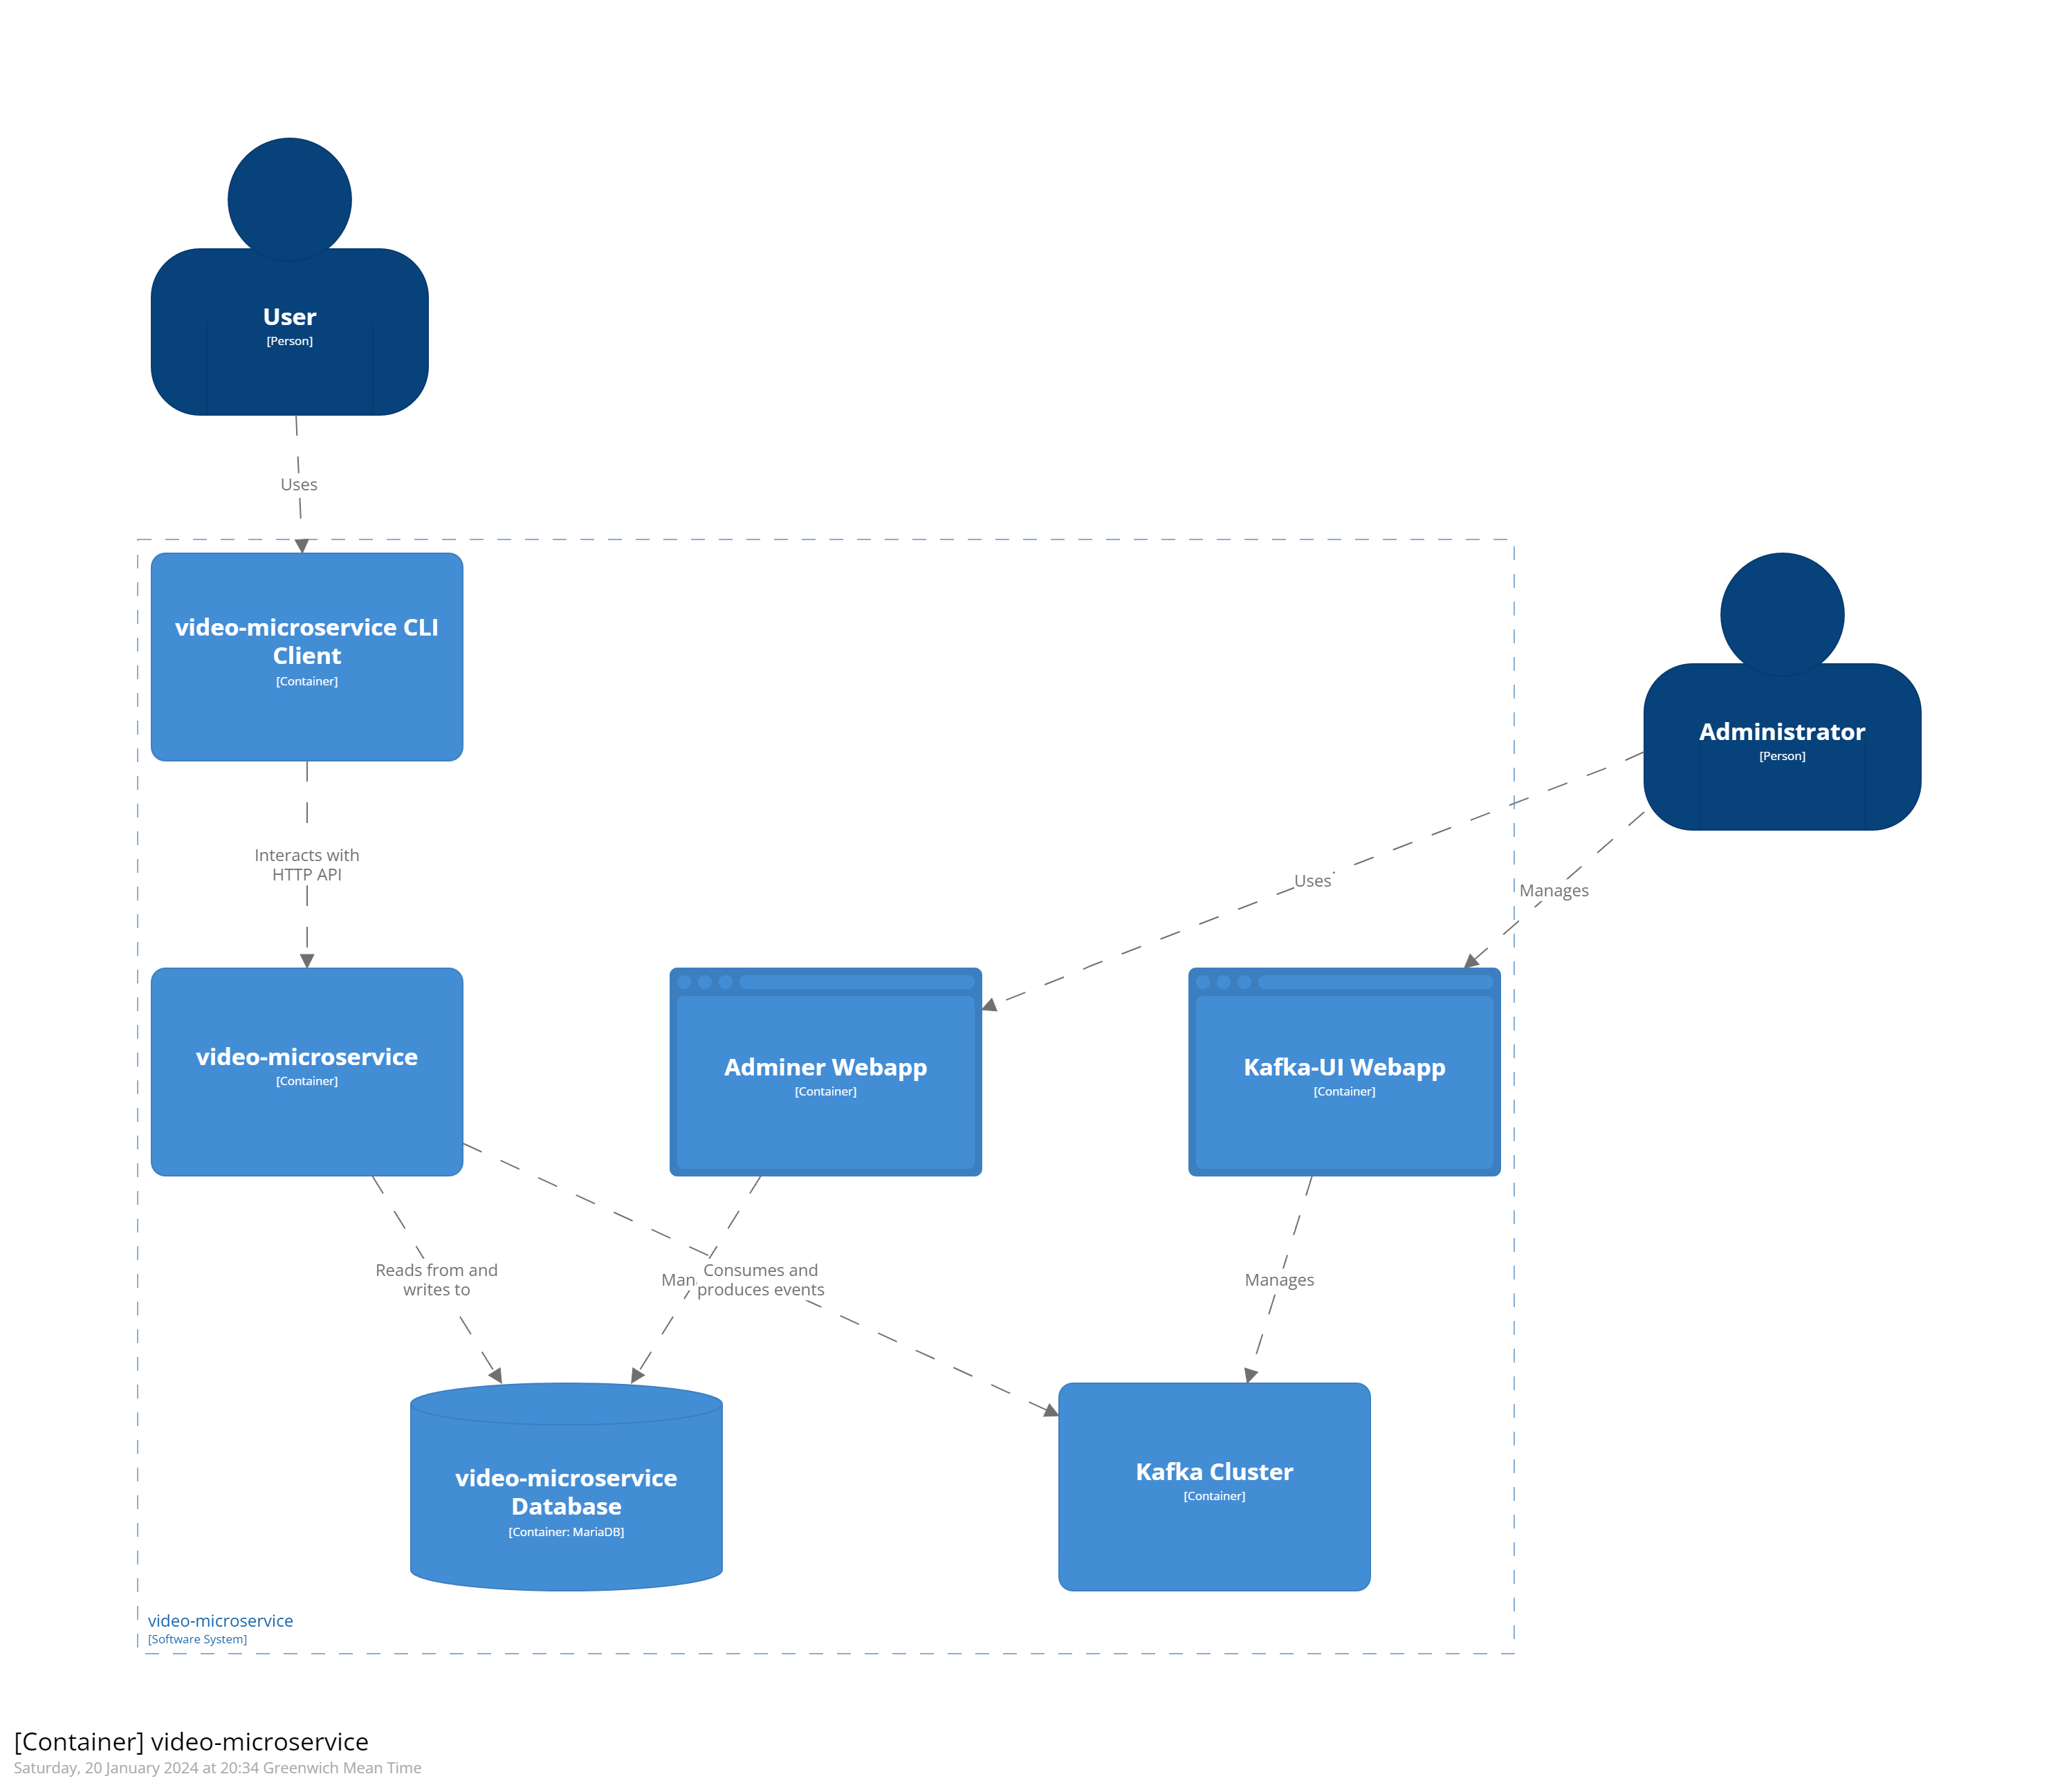 User
[Person]
Uses
video-microservice CLI
Client
[Container]
Administrator
[Person]
Interacts with
HTTP API
Uses
Manages
video-microservice
[Container]
Adminer Webapp
[Container]
Kafka-UI Webapp
[Container]
Reads from and
writes to
Consumes and
produces events
Manages
video-microservice
Database
[Container: MariaDB]
Kafka Cluster
[Container]
video-microservice
[Software System]
[Container] video-microservice
Saturday, 20 January 2024 at 20:34 Greenwich Mean Time